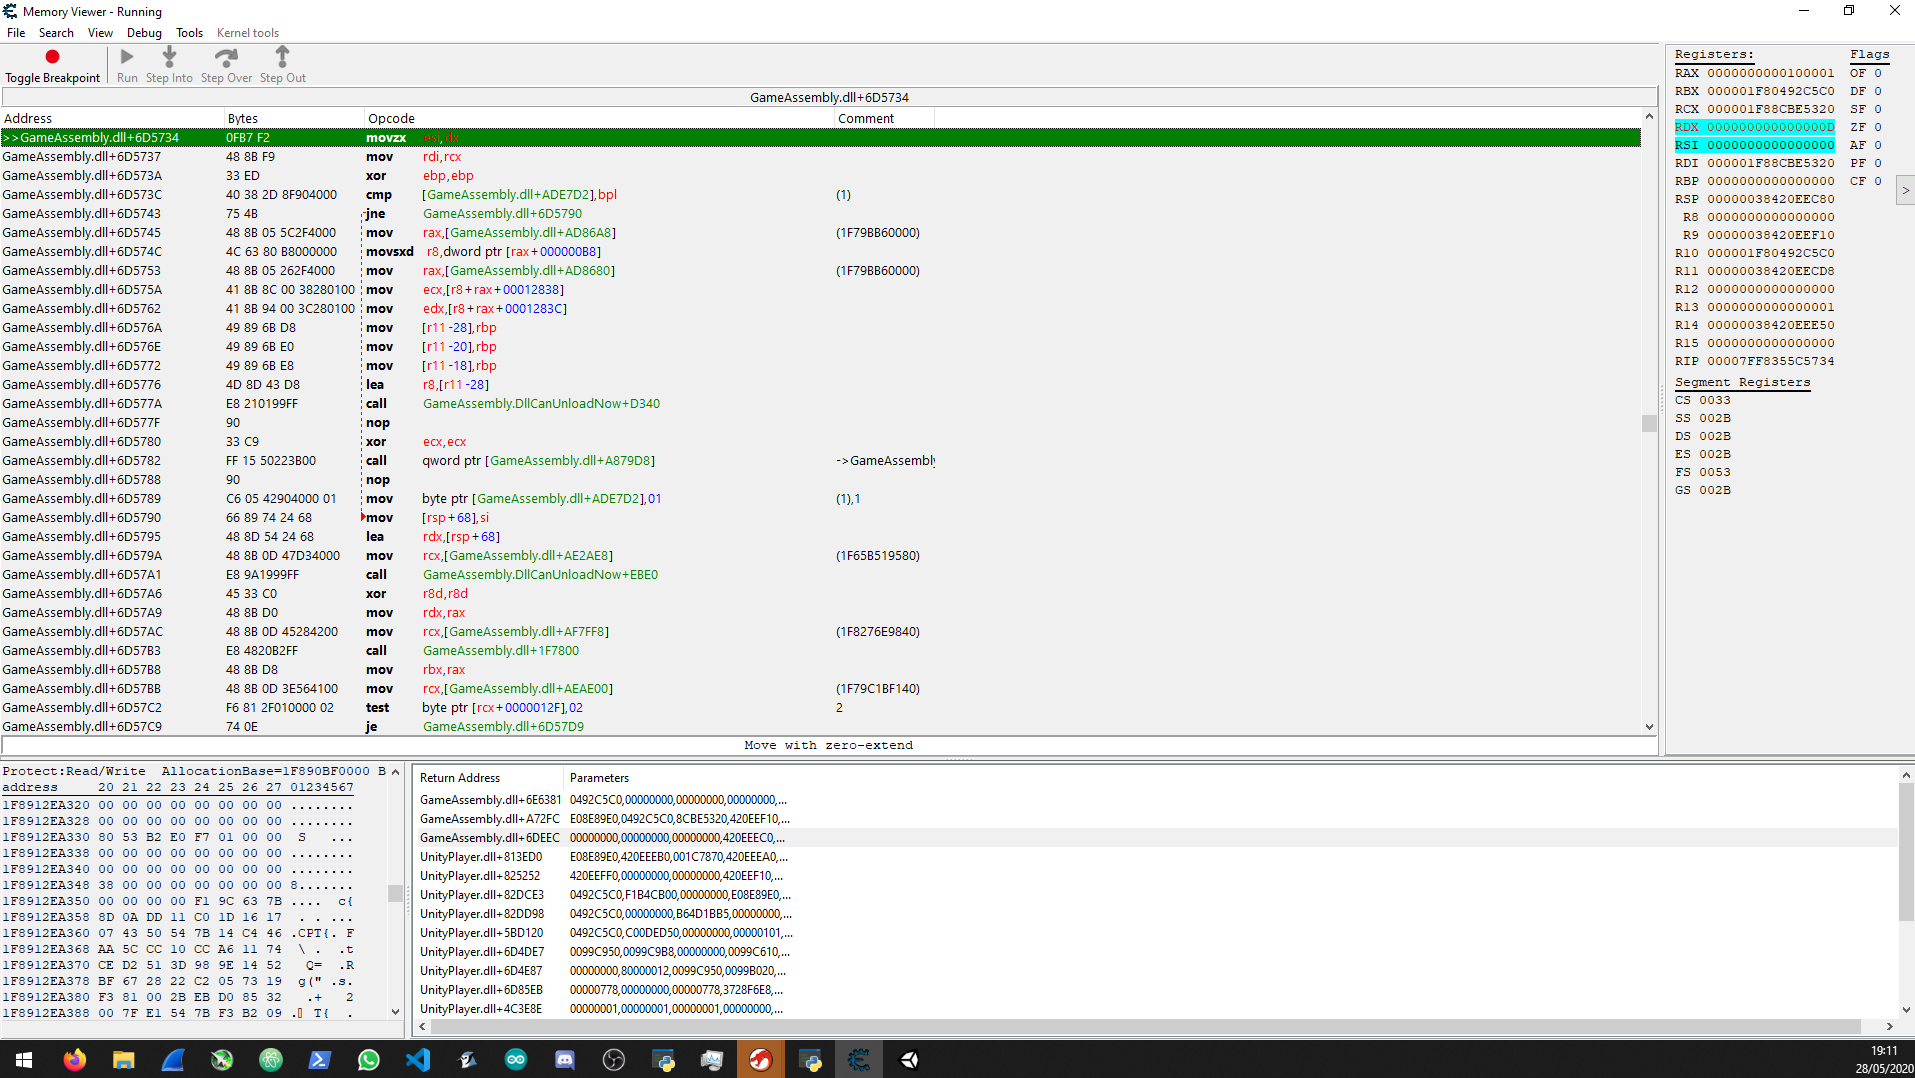 Memory Viewer - Running
File Search View Debug Tools Kernel tools
Toggle Breakpoint Run Step Into Step Over Step Out
GameAssembly.dll+6D5734
Address Bytes Opcode Comment
>>GameAssembly.dll+6D5734 0FB7 F2 movzx esi,dx
GameAssembly.dll+6D5737 48 8B F9 mov rdi,rcx
GameAssembly.dll+6D573A 33 ED xor ebp,ebp
GameAssembly.dll+6D573C 40 38 2D 8F904000 cmp [GameAssembly.dll+ADE7D2],bpl (1)
GameAssembly.dll+6D5743 75 4B jne GameAssembly.dll+6D5790
GameAssembly.dll+6D5745 48 8B 05 5C2F4000 mov rax,[GameAssembly.dll+AD86A8] (1F79BB60000)
GameAssembly.dll+6D574C 4C 63 80 B8000000 movsxd r8,dword ptr [rax+000000B8]
GameAssembly.dll+6D5753 48 8B 05 262F4000 mov rax,[GameAssembly.dll+AD8680] (1F79BB60000)
GameAssembly.dll+6D575A 41 8B 8C 00 38280100 mov ecx,[r8+rax+00012838]
GameAssembly.dll+6D5762 41 8B 94 00 3C280100 mov edx,[r8+rax+0001283C]
GameAssembly.dll+6D576A 49 89 6B D8 mov [r11-28],rbp
GameAssembly.dll+6D576E 49 89 6B E0 mov [r11-20],rbp
GameAssembly.dll+6D5772 49 89 6B E8 mov [r11-18],rbp
GameAssembly.dll+6D5776 4D 8D 43 D8 lea r8,[r11-28]
GameAssembly.dll+6D577A E8 210199FF call GameAssembly.DllCanUnloadNow+D340
GameAssembly.dll+6D577F 90 nop
GameAssembly.dll+6D5780 33 C9 xor ecx,ecx
GameAssembly.dll+6D5782 FF 15 50223B00 call qword ptr [GameAssembly.dll+A879D8] ->GameAssembly
GameAssembly.dll+6D5788 90 nop
GameAssembly.dll+6D5789 C6 05 42904000 01 mov byte ptr [GameAssembly.dll+ADE7D2],01 (1),1
GameAssembly.dll+6D5790 66 89 74 24 68 mov [rsp+68],si
GameAssembly.dll+6D5795 48 8D 54 24 68 lea rdx,[rsp+68]
GameAssembly.dll+6D579A 48 8B 0D 47D34000 mov rcx,[GameAssembly.dll+AE2AE8] (1F65B519580)
GameAssembly.dll+6D57A1 E8 9A1999FF call GameAssembly.DllCanUnloadNow+EBE0
GameAssembly.dll+6D57A6 45 33 C0 xor r8d,r8d
GameAssembly.dll+6D57A9 48 8B D0 mov rdx,rax
GameAssembly.dll+6D57AC 48 8B 0D 45284200 mov rcx,[GameAssembly.dll+AF7FF8] (1F8276E9840)
GameAssembly.dll+6D57B3 E8 4820B2FF call GameAssembly.dll+1F7800
GameAssembly.dll+6D57B8 48 8B D8 mov rbx,rax
GameAssembly.dll+6D57BB 48 8B 0D 3E564100 mov rcx,[GameAssembly.dll+AEAE00] (1F79C1BF140)
GameAssembly.dll+6D57C2 F6 81 2F010000 02 test byte ptr [rcx+0000012F],02 2
GameAssembly.dll+6D57C9 74 0E je GameAssembly.dll+6D57D9
Move with zero-extend
Registers: Flags
RAX 0000000000100001 OF 0
RBX 000001F80492C5C0 DF 0
RCX 000001F88CBE5320 SF 0
RDX 000000000000000D ZF 0
RSI 0000000000000000 AF 0
RDI 000001F88CBE5320 PF 0
RBP 0000000000000000 CF 0
RSP 00000038420EEC80
R8 0000000000000000
R9 00000038420EEF10
R10 000001F80492C5C0
R11 00000038420EECD8
R12 0000000000000000
R13 0000000000000001
R14 00000038420EEE50
R15 0000000000000000
RIP 00007FF8355C5734
Segment Registers
CS 0033
SS 002B
DS 002B
ES 002B
FS 0053
GS 002B
Protect:Read/Write AllocationBase=1F890BF0000 B
address 20 21 22 23 24 25 26 27 01234567
1F8912EA320 00 00 00 00 00 00 00 00 ........
1F8912EA328 00 00 00 00 00 00 00 00 ........
1F8912EA330 80 53 B2 E0 F7 01 00 00 S ...
1F8912EA338 00 00 00 00 00 00 00 00 ........
1F8912EA340 00 00 00 00 00 00 00 00 ........
1F8912EA348 38 00 00 00 00 00 00 00 8.......
1F8912EA350 00 00 00 00 F1 9C 63 7B .... c{
1F8912EA358 8D 0A DD 11 C0 1D 16 17 . . ...
1F8912EA360 07 43 50 54 7B 14 C4 46 .CPT{. F
1F8912EA368 AA 5C CC 10 CC A6 11 74 \ . .t
1F8912EA370 CE D2 51 3D 98 9E 14 52 Q= .R
1F8912EA378 BF 67 28 22 C2 05 73 19 g(" .s.
1F8912EA380 F3 81 00 2B EB D0 85 32 .+ 2
1F8912EA388 00 7F E1 54 7B F3 B2 09 . T{ .
Return Address Parameters
GameAssembly.dll+6E6381 0492C5C0,00000000,00000000,00000000,...
GameAssembly.dll+A72FC E08E89E0,0492C5C0,8CBE5320,420EEF10,...
GameAssembly.dll+6DEEC 00000000,00000000,00000000,420EEEC0,...
UnityPlayer.dll+813ED0 E08E89E0,420EEEB0,001C7870,420EEEA0,...
UnityPlayer.dll+825252 420EEFF0,00000000,00000000,420EEF10,...
UnityPlayer.dll+82DCE3 0492C5C0,F1B4CB00,00000000,E08E89E0,...
UnityPlayer.dll+82DD98 0492C5C0,00000000,B64D1BB5,00000000,...
UnityPlayer.dll+5BD120 0492C5C0,C00DED50,00000000,00000101,...
UnityPlayer.dll+6D4DE7 0099C950,0099C9B8,00000000,0099C610,...
UnityPlayer.dll+6D4E87 00000000,80000012,0099C950,0099B020,...
UnityPlayer.dll+6D85EB 00000778,00000000,00000778,3728F6E8,...
UnityPlayer.dll+4C3E8E 00000001,00000001,00000001,00000000,...
19:11
28/05/2020